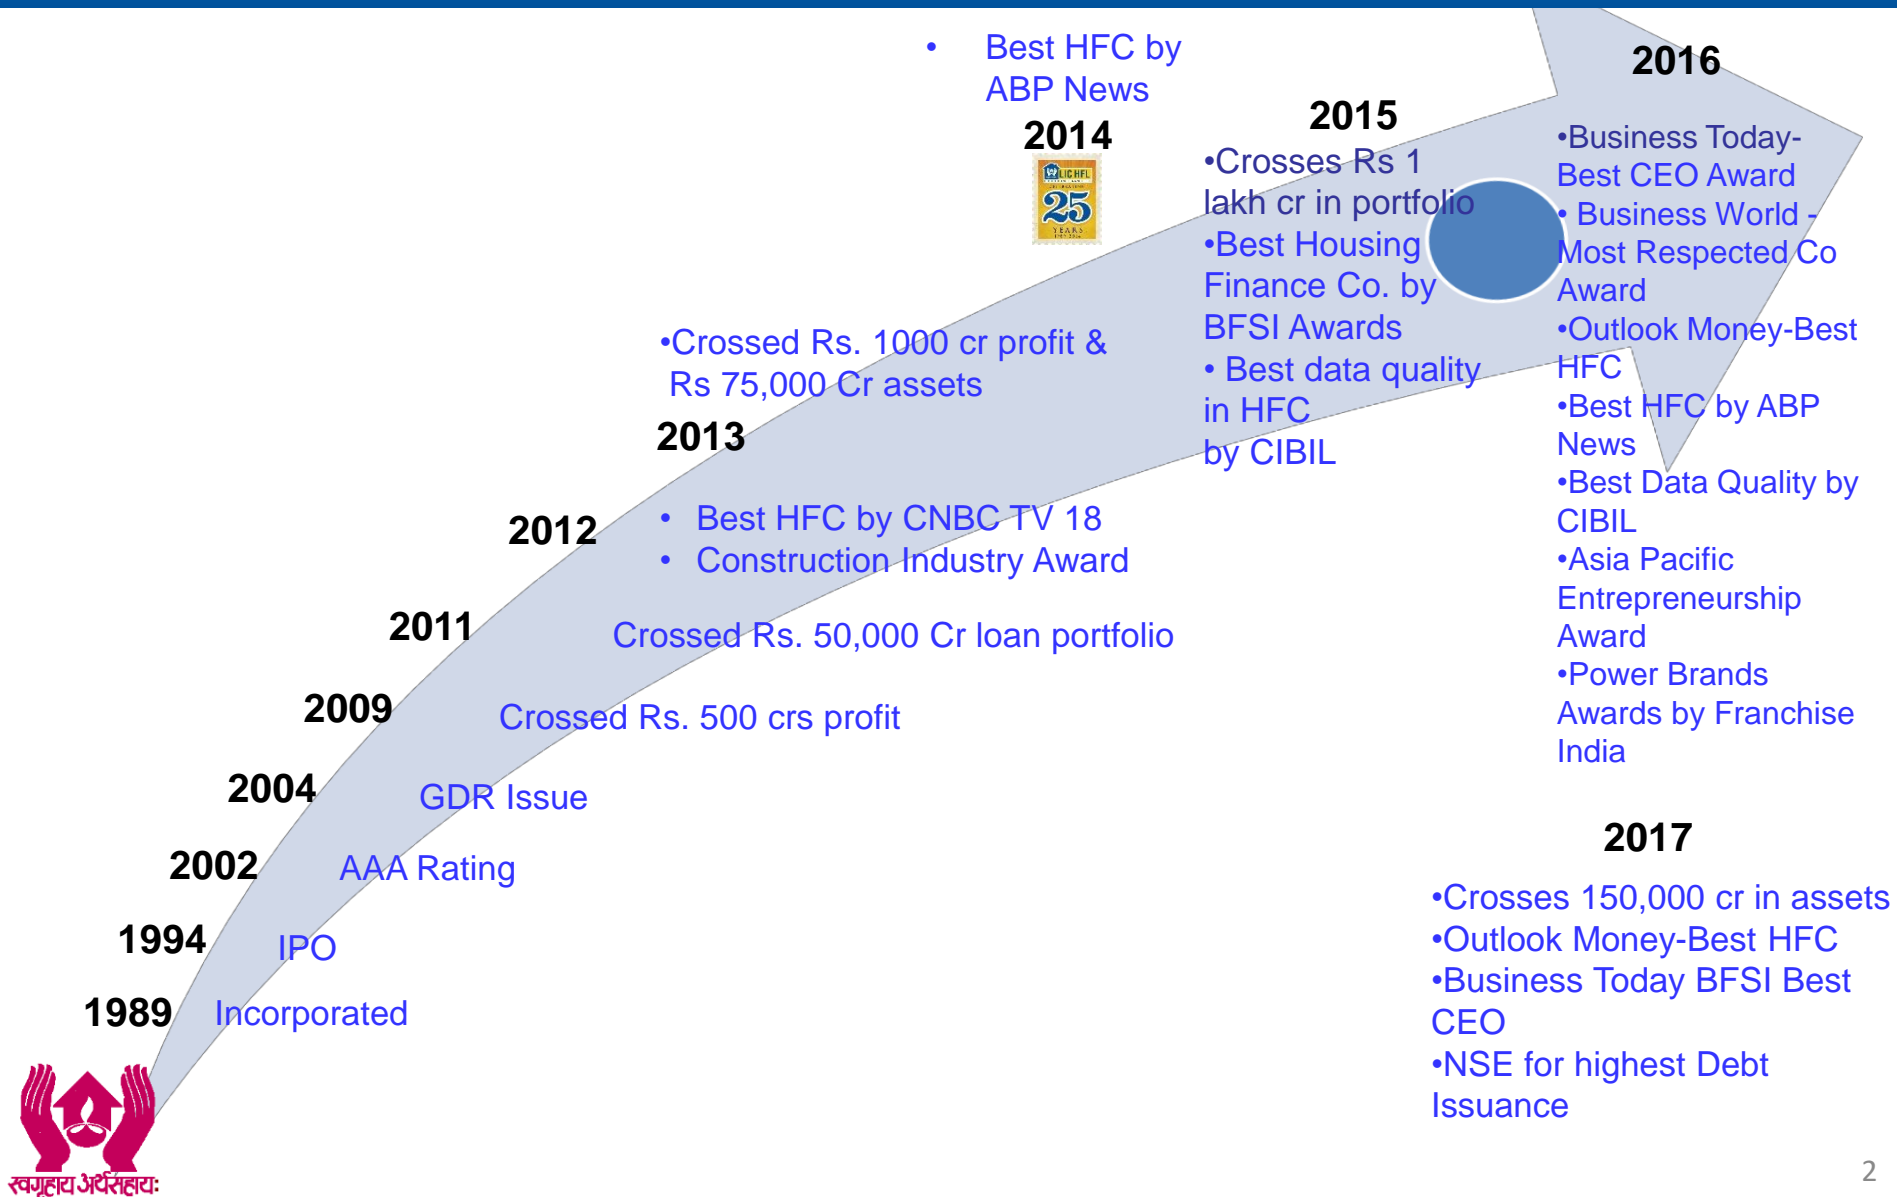 • Best HFC by
ABP News
2014
LIC HFL
25
YEARS
2015
•Crosses Rs 1
lakh cr in portfolio
•Best Housing
Finance Co. by
BFSI Awards
• Best data quality
in HFC
by CIBIL
2016
•Business Today-
Best CEO Award
• Business World -
Most Respected Co
Award
•Outlook Money-Best
HFC
•Best HFC by ABP
News
•Best Data Quality by
CIBIL
•Asia Pacific
Entrepreneurship
Award
•Power Brands
Awards by Franchise
India
•Crossed Rs. 1000 cr profit &
Rs 75,000 Cr assets
2013
2012
• Best HFC by CNBC TV 18
• Construction Industry Award
2011
Crossed Rs. 50,000 Cr loan portfolio
2009
Crossed Rs. 500 crs profit
2004
GDR Issue
2002
AAA Rating
1994
IPO
1989
Incorporated
2017
•Crosses 150,000 cr in assets
•Outlook Money-Best HFC
•Business Today BFSI Best
CEO
•NSE for highest Debt
Issuance
स्वगृहाय अर्थसहायः
2